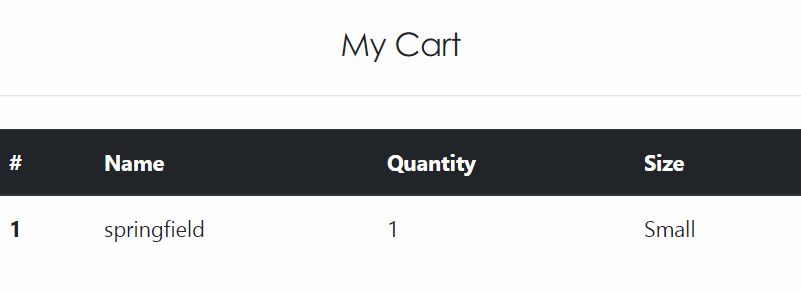 My Cart
# Name Quantity Size
1 springfield 1 Small